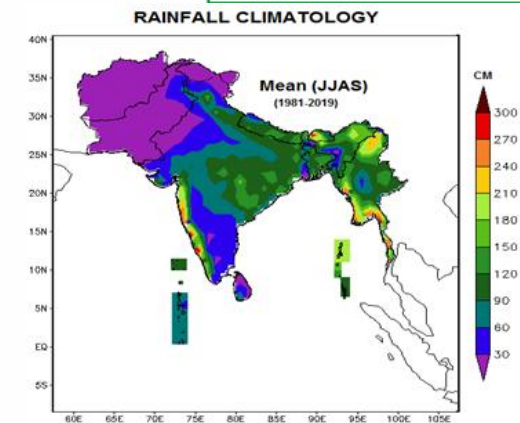 RAINFALL CLIMATOLOGY
40N
35N
30N
25N
20N
15N
10N
5N
EQ
5S
60E
65E
70E
75E
80E
85E
90E
95E
100E
105E
Mean (JJAS)
(1981-2019)
CM
300
270
240
210
180
150
120
90
60
30